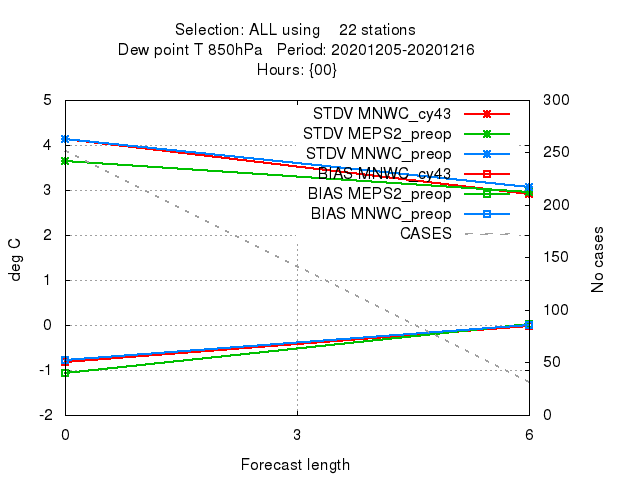 Selection: ALL using    22 stations
Dew point T 850hPa   Period: 20201205-20201216
Hours: {00}
5 300
STDV MNWC_cy43
STDV MEPS2_preop
STDV MNWC_preop
BIAS MNWC_cy43
BIAS MEPS2_preop
BIAS MNWC_preop
CASES
4 250
3 200
2 150
1 100
0 50
-1 0
-2
deg C
No cases
0 3 6
Forecast length